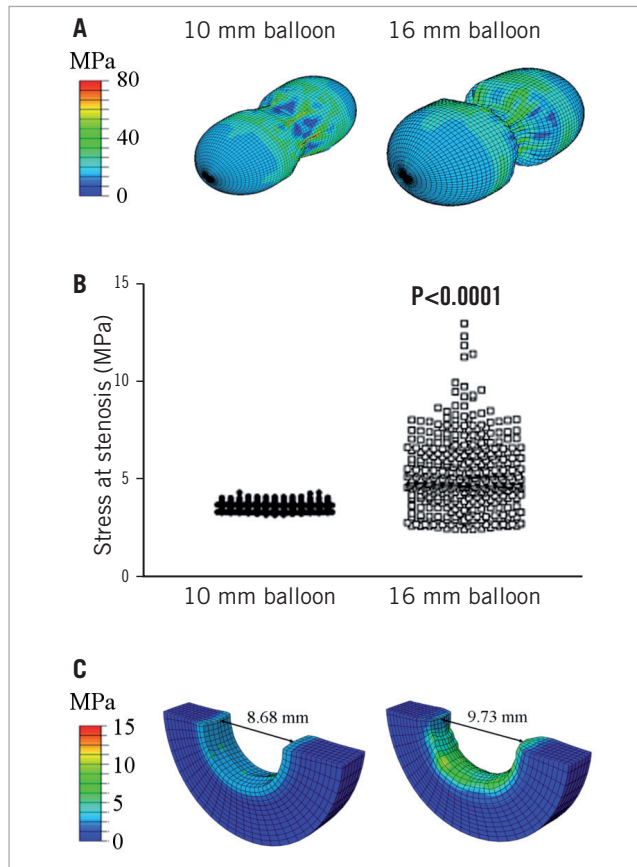 A
10 mm balloon 16 mm balloon
MPa
80
40
0
B
P<0.0001
Stress at stenosis (MPa)
15
10
5
0
10 mm balloon 16 mm balloon
C
MPa
15
10
5
0
8.68 mm 9.73 mm